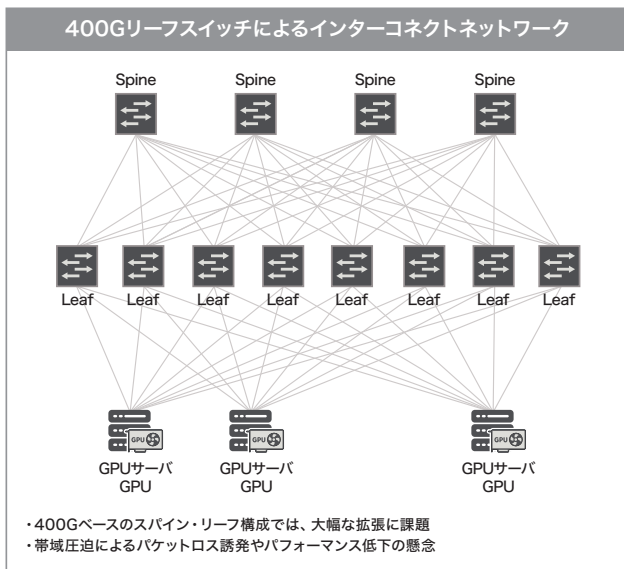 400Gリーフスイッチによるインターコネクトネットワーク
Spine Spine Spine Spine
Leaf Leaf Leaf Leaf Leaf Leaf Leaf Leaf
GPU GPU GPU
GPUサーバ GPUサーバ GPUサーバ
GPU GPU GPU
・400Gベースのスパイン・リーフ構成では、大幅な拡張に課題
・帯域圧迫によるパケットロス誘発やパフォーマンス低下の懸念